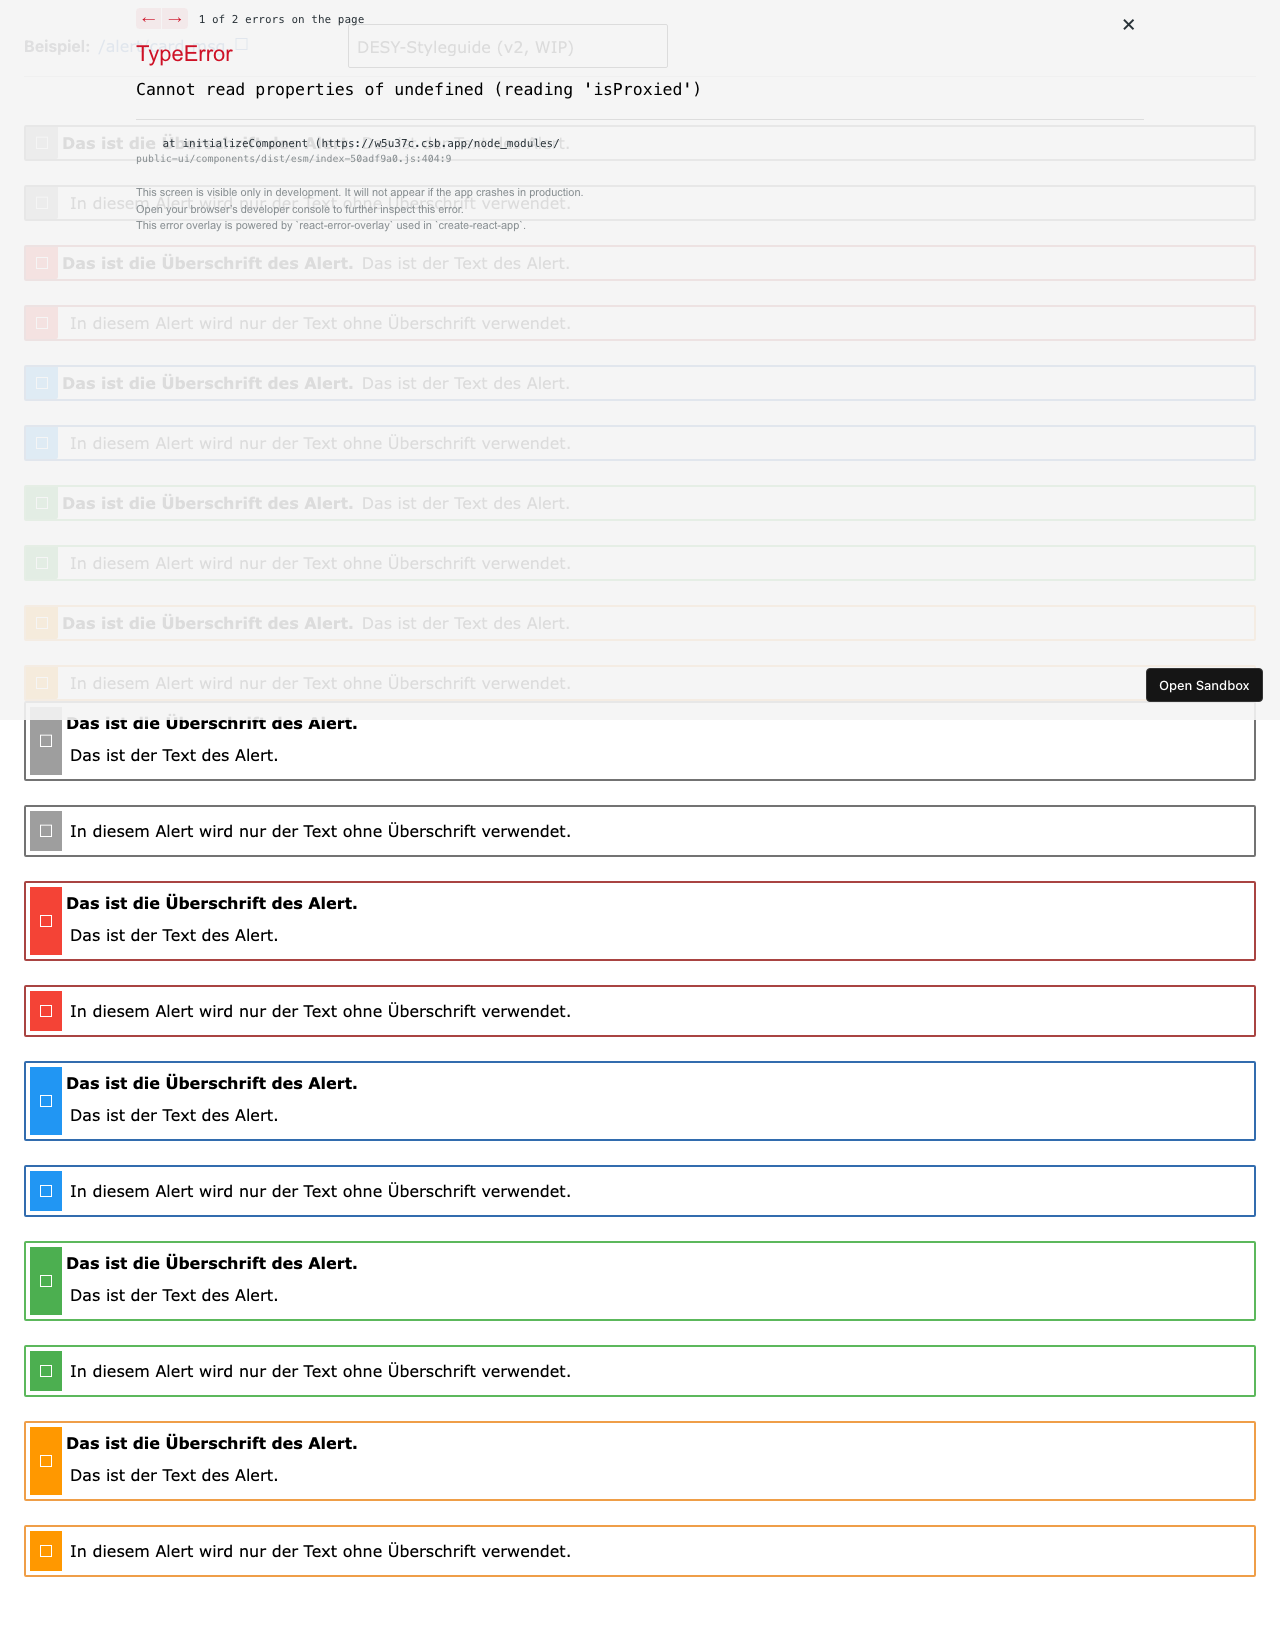 ← → 1 of 2 errors on the page
Beispiel: /alert/card-msg
DESY-Styleguide (v2, WIP)
TypeError
Cannot read properties of undefined (reading 'isProxied')
Das ist die Überschrift des Alert. Das ist der Text des Alert.
at initializeComponent (https://w5u37c.csb.app/node_modules/
public-ui/components/dist/esm/index-50adf9a0.js:404:9
This screen is visible only in development. It will not appear if the app crashes in production.
In diesem Alert wird nur der Text ohne Überschrift verwendet.
Open your browser's developer console to further inspect this error.
This error overlay is powered by `react-error-overlay` used in `create-react-app`.
Das ist die Überschrift des Alert. Das ist der Text des Alert.
In diesem Alert wird nur der Text ohne Überschrift verwendet.
Das ist die Überschrift des Alert. Das ist der Text des Alert.
In diesem Alert wird nur der Text ohne Überschrift verwendet.
Das ist die Überschrift des Alert. Das ist der Text des Alert.
In diesem Alert wird nur der Text ohne Überschrift verwendet.
Das ist die Überschrift des Alert. Das ist der Text des Alert.
In diesem Alert wird nur der Text ohne Überschrift verwendet.
Open Sandbox
Das ist die Überschrift des Alert.
Das ist der Text des Alert.
In diesem Alert wird nur der Text ohne Überschrift verwendet.
Das ist die Überschrift des Alert.
Das ist der Text des Alert.
In diesem Alert wird nur der Text ohne Überschrift verwendet.
Das ist die Überschrift des Alert.
Das ist der Text des Alert.
In diesem Alert wird nur der Text ohne Überschrift verwendet.
Das ist die Überschrift des Alert.
Das ist der Text des Alert.
In diesem Alert wird nur der Text ohne Überschrift verwendet.
Das ist die Überschrift des Alert.
Das ist der Text des Alert.
In diesem Alert wird nur der Text ohne Überschrift verwendet.